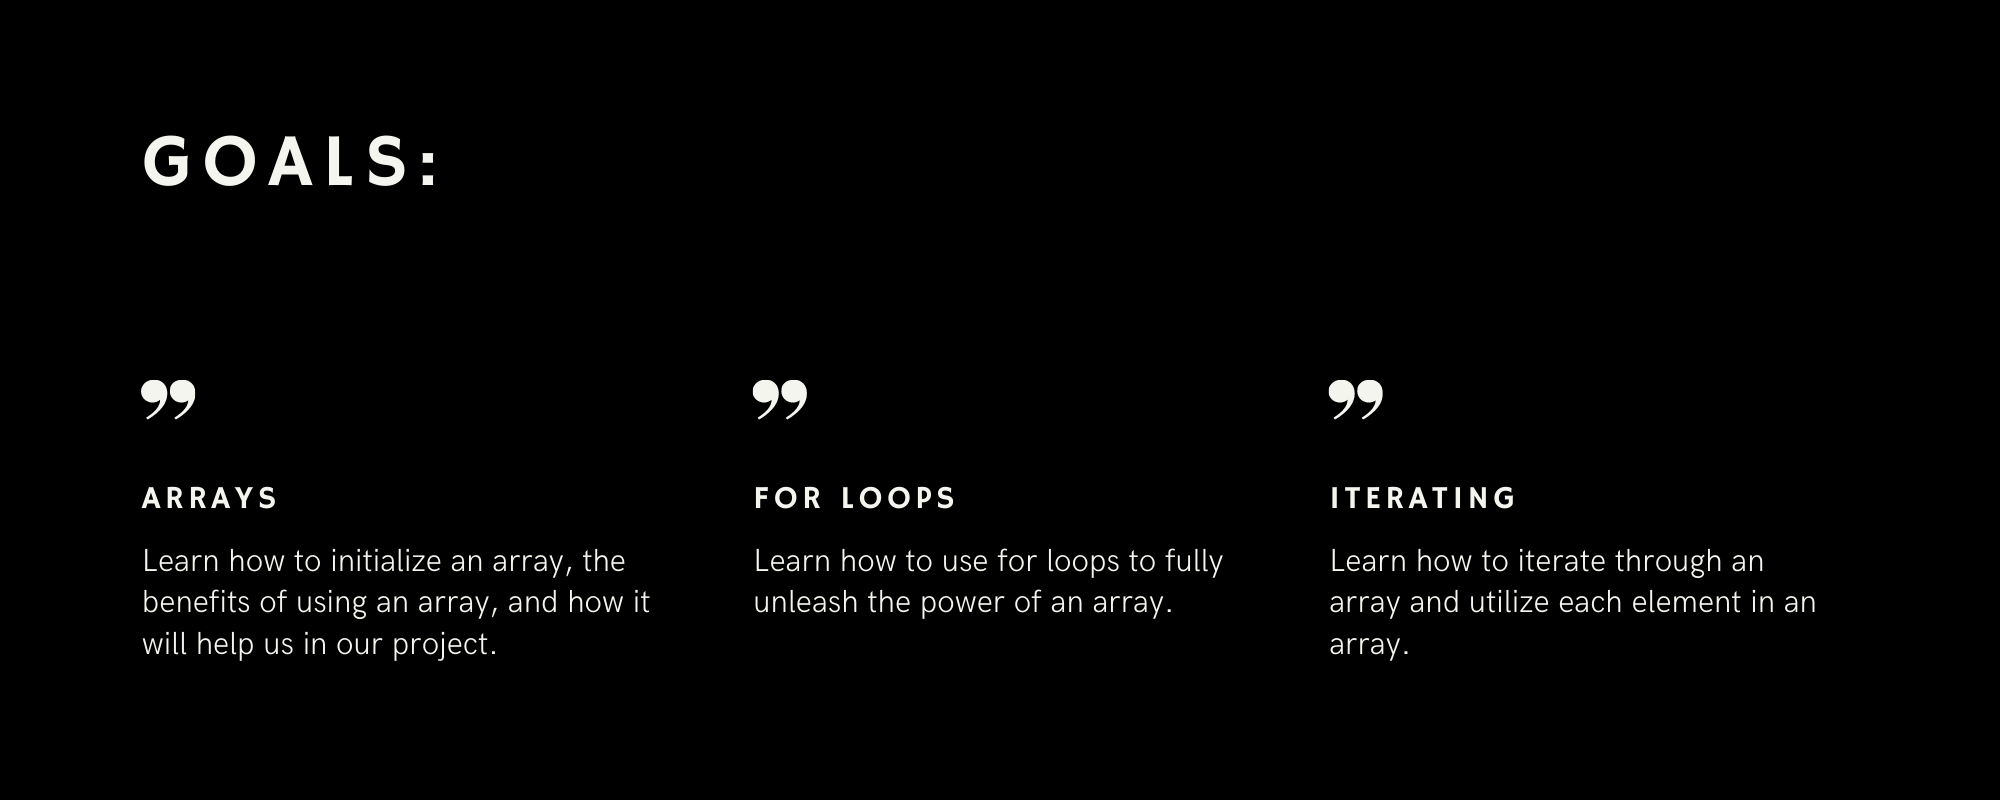 GOALS:
”
ARRAYS
Learn how to initialize an array, the
benefits of using an array, and how it
will help us in our project.
”
FOR LOOPS
Learn how to use for loops to fully
unleash the power of an array.
”
ITERATING
Learn how to iterate through an
array and utilize each element in an
array.